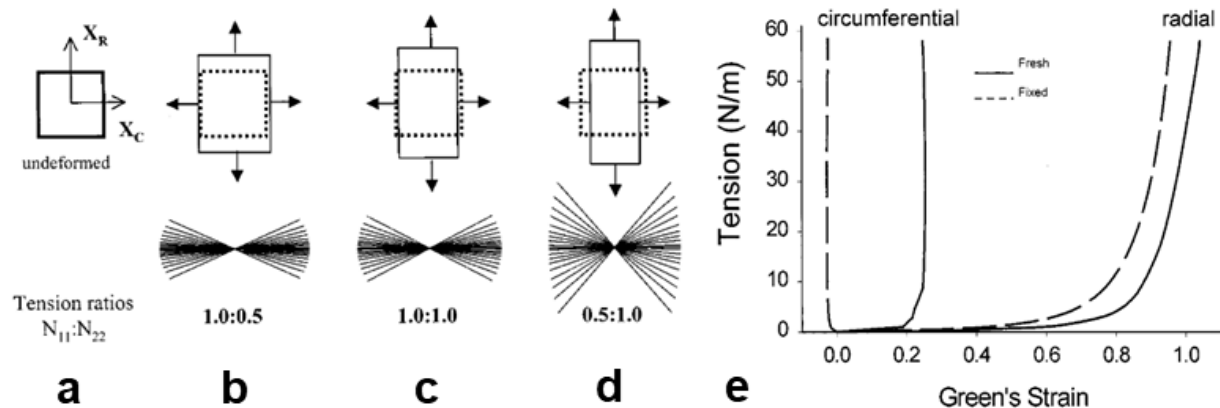 X_R
X_C
undeformed
Tension ratios
N_11:N_22
1.0:0.5
1.0:1.0
0.5:1.0
a
b
c
d
e
circumferential
radial
Fresh
Fixed
Tension (N/m)
60
50
40
30
20
10
0
0.0
0.2
0.4
0.6
0.8
1.0
Green's Strain